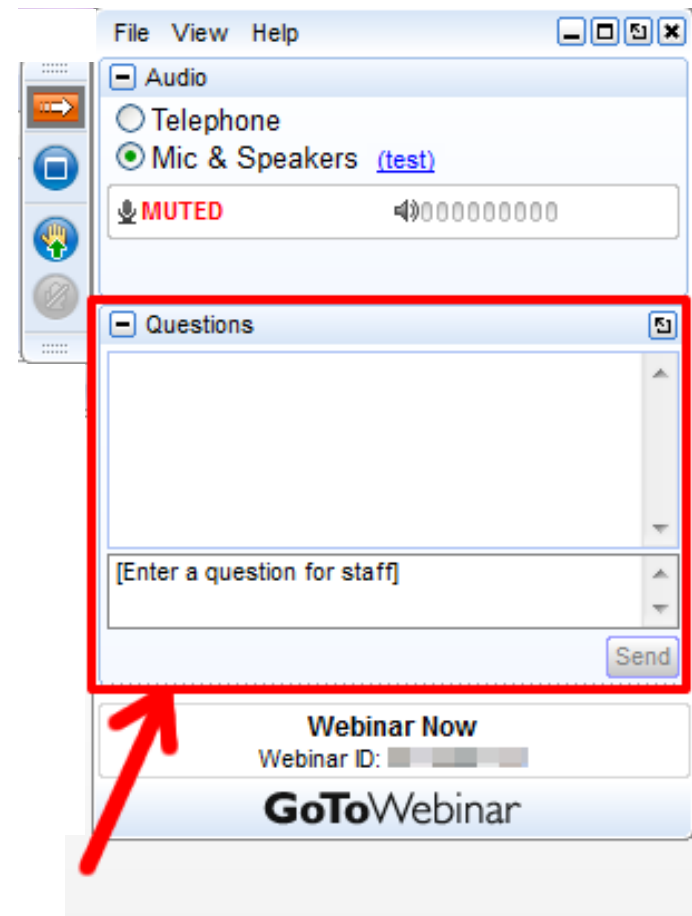 File View Help
Audio
Telephone
Mic & Speakers (test)
MUTED 000000000
Questions
[Enter a question for staff]
Send
Webinar Now
Webinar ID:
GoToWebinar